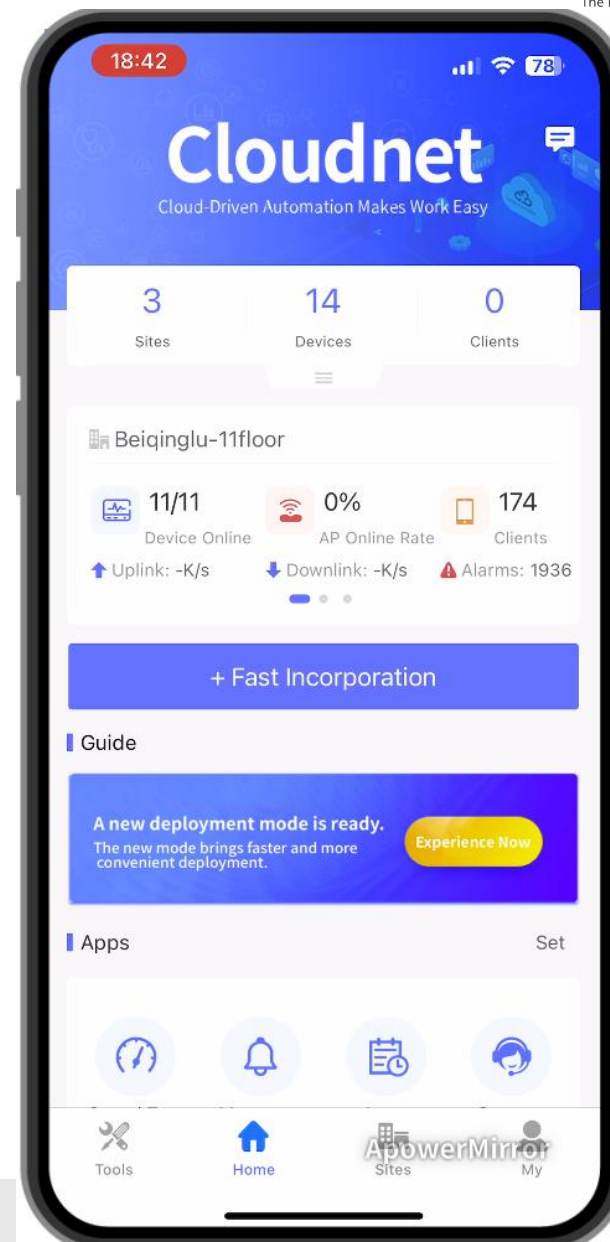 The
18:42
78
Cloudnet
Cloud-Driven Automation Makes Work Easy
3
14
0
Sites
Devices
Clients
Beiqinglu-11floor
11/11
0%
174
Device Online
AP Online Rate
Clients
Uplink: -K/s
Downlink: -K/s
Alarms: 1936
+ Fast Incorporation
Guide
A new deployment mode is ready.
The new mode brings faster and more
convenient deployment.
Experience Now
Apps
Set
ApowerMirror
Tools
Home
Sites
My